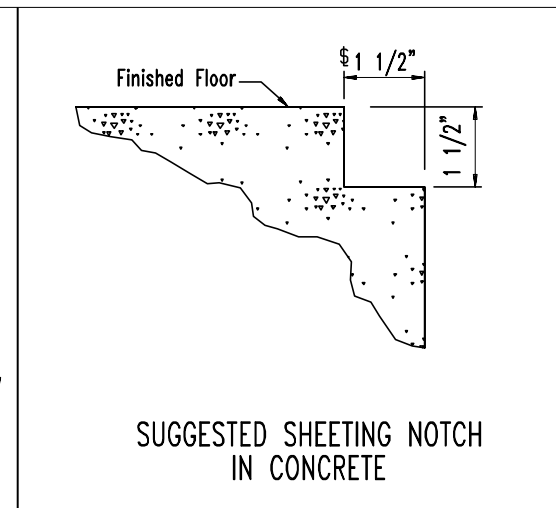 $1 1/2"
Finished Floor
1 1/2"
SUGGESTED SHEETING NOTCH
IN CONCRETE